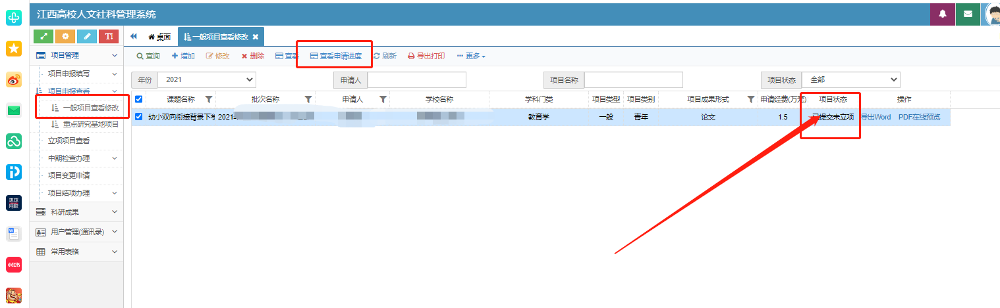 江西高校人文社科管理系统
桌面 一般项目查看修改
项目管理
项目申报填写
项目申报查看
一般项目查看修改
重点研究基地项目
立项项目查看
中期检查办理
项目变更申请
项目结项办理
科研成果
用户管理(通讯录)
常用表格
查询 增加 修改 删除 查看 查看申请进度 刷新 导出打印 更多
年份 2021 申请人 项目名称 项目状态 全部
课题名称 批次名称 申请人 学校名称 学科门类 项目类型 项目类别 项目成果形式 申请经费(万元) 项目状态 操作
幼小双向衔接背景下 2021 教育学 一般 青年 论文 1.5 已提交未立项 导出Word PDF在线预览
环球
网校
小红书